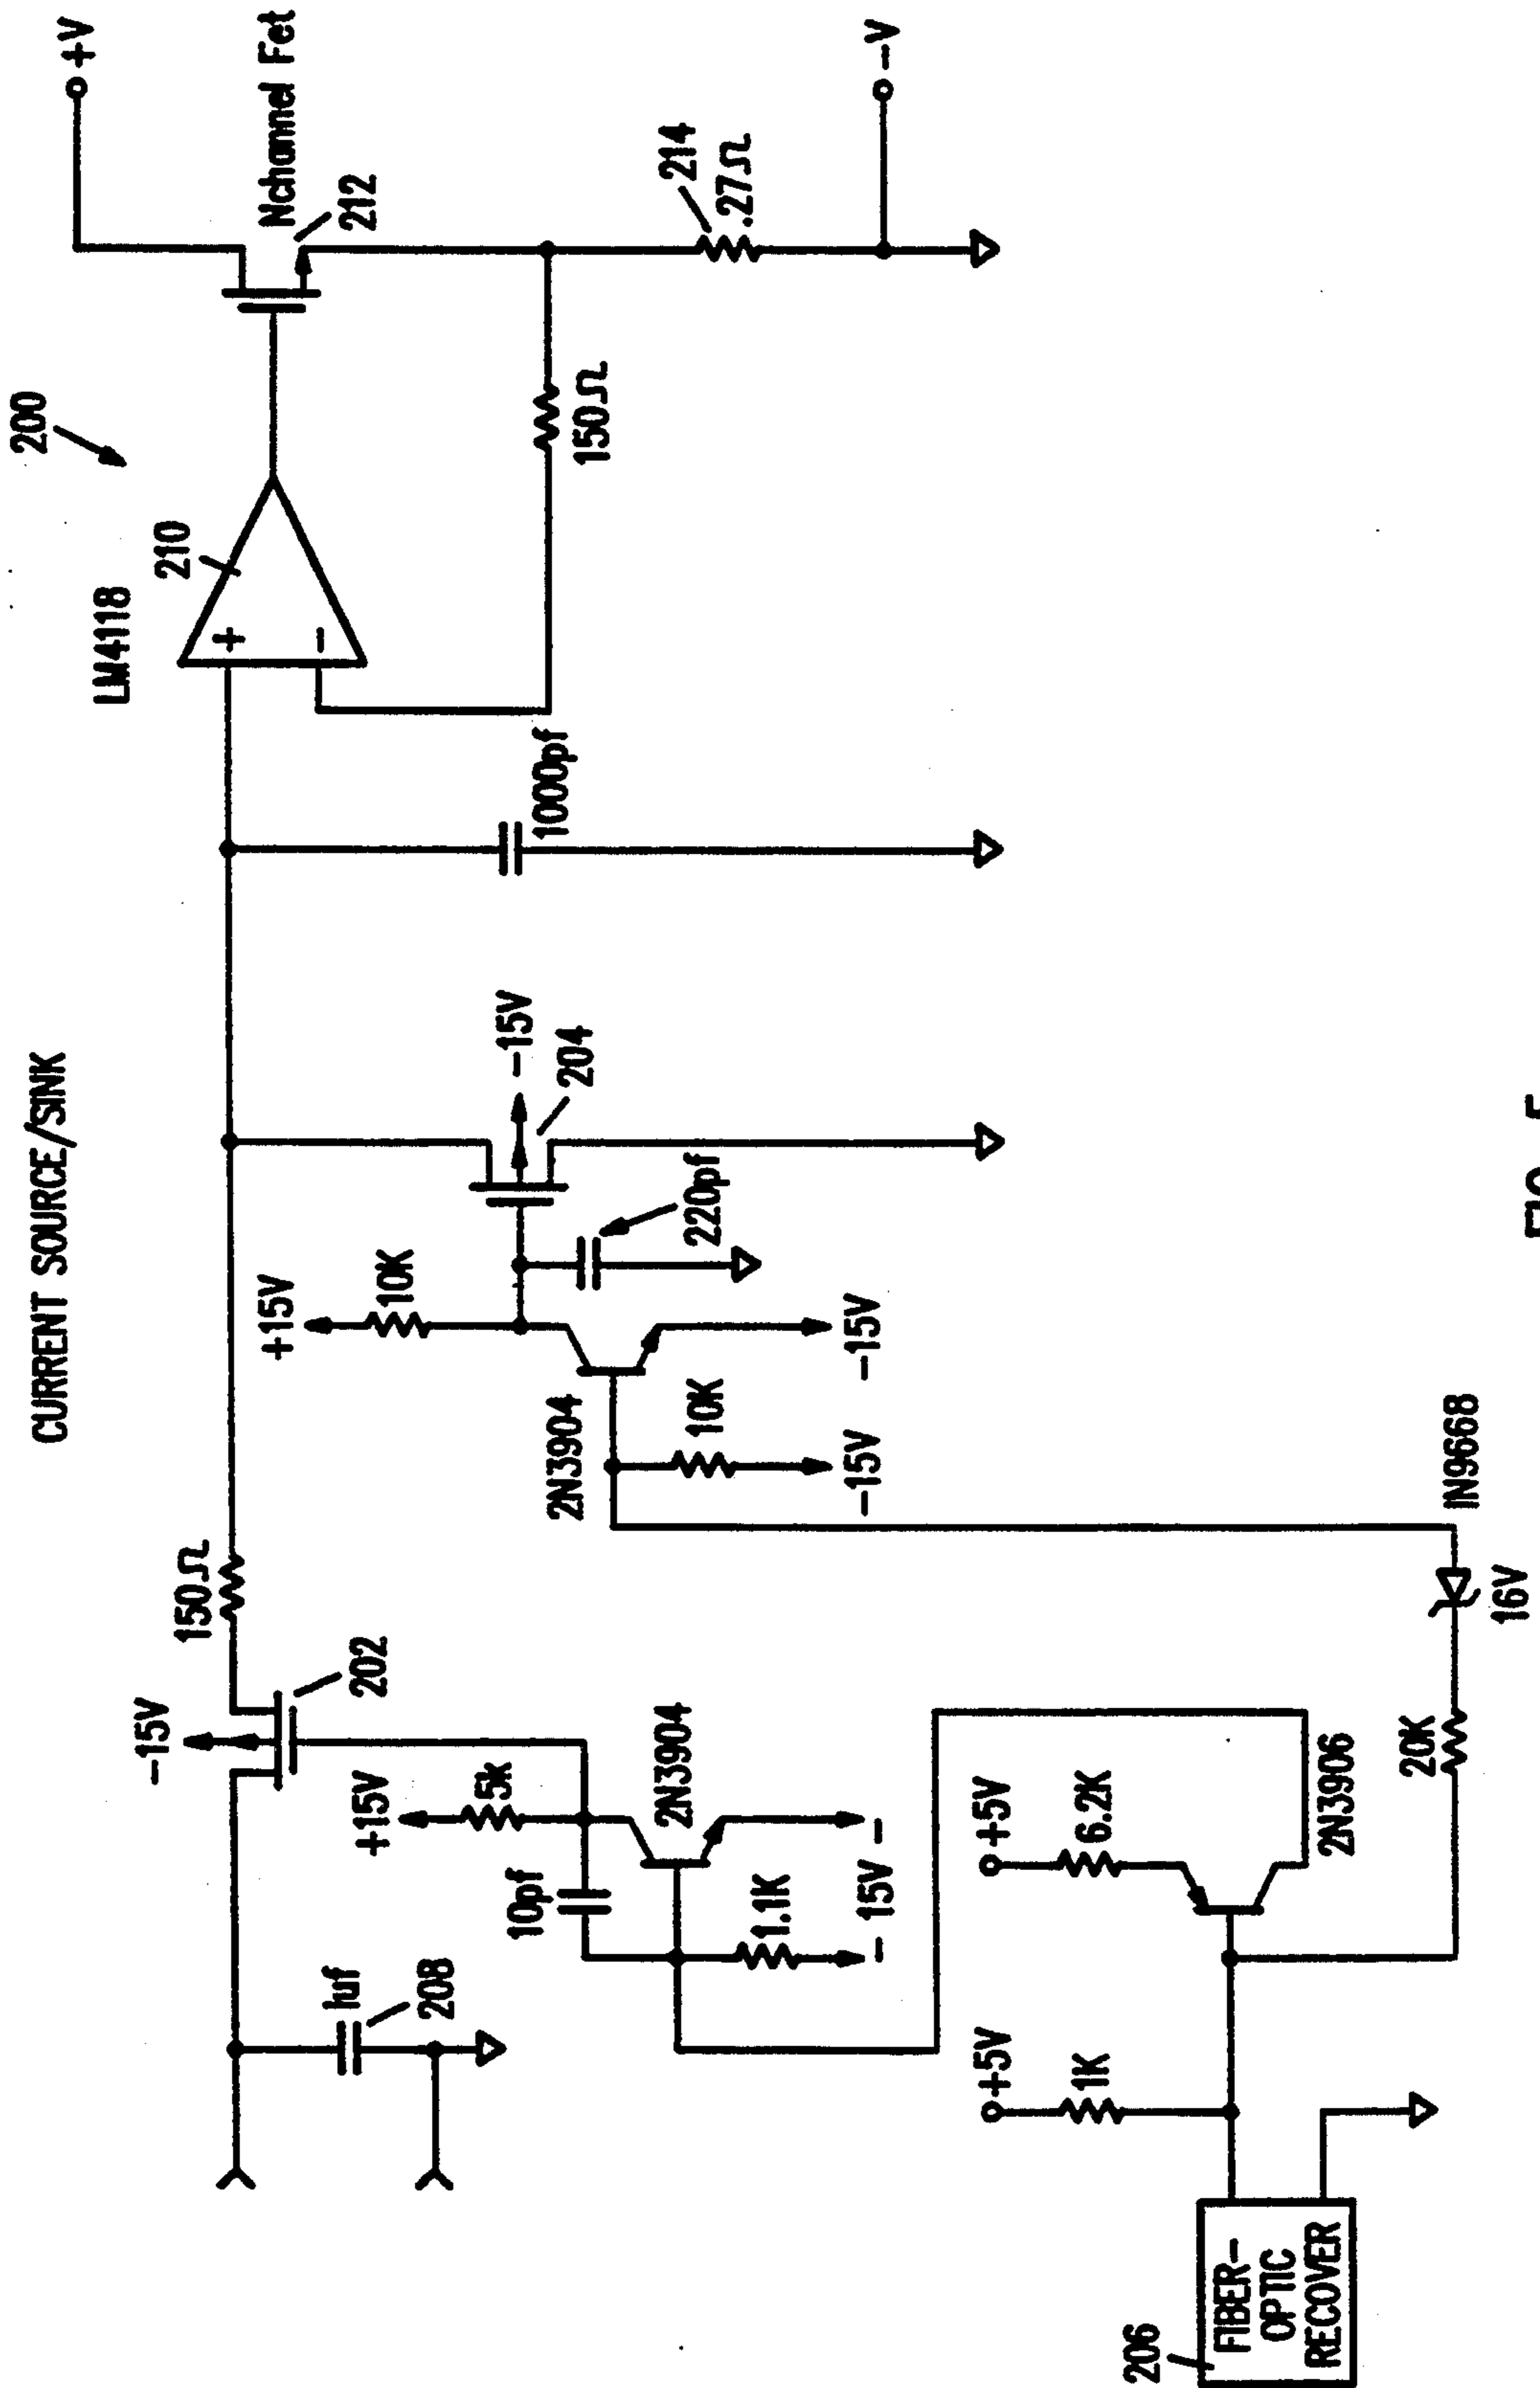 CURRENT SOURCE/SINK
200
LM4118
210
+
-
+V
Nchannel Fet
212
214
.27Ω
-V
150Ω
1000pf
-15V
204
220pf
+15V
10K
2N3904
10K
-15V
-15V
150Ω
-15V
202
+15V
5k
10pf
2N3904
1.1K
- 15V -
1uf
208
+5V
6.2K
2N3906
+5V
1K
20K
16V
IN9668
206
FIBER-
OPTIC
RECOVER